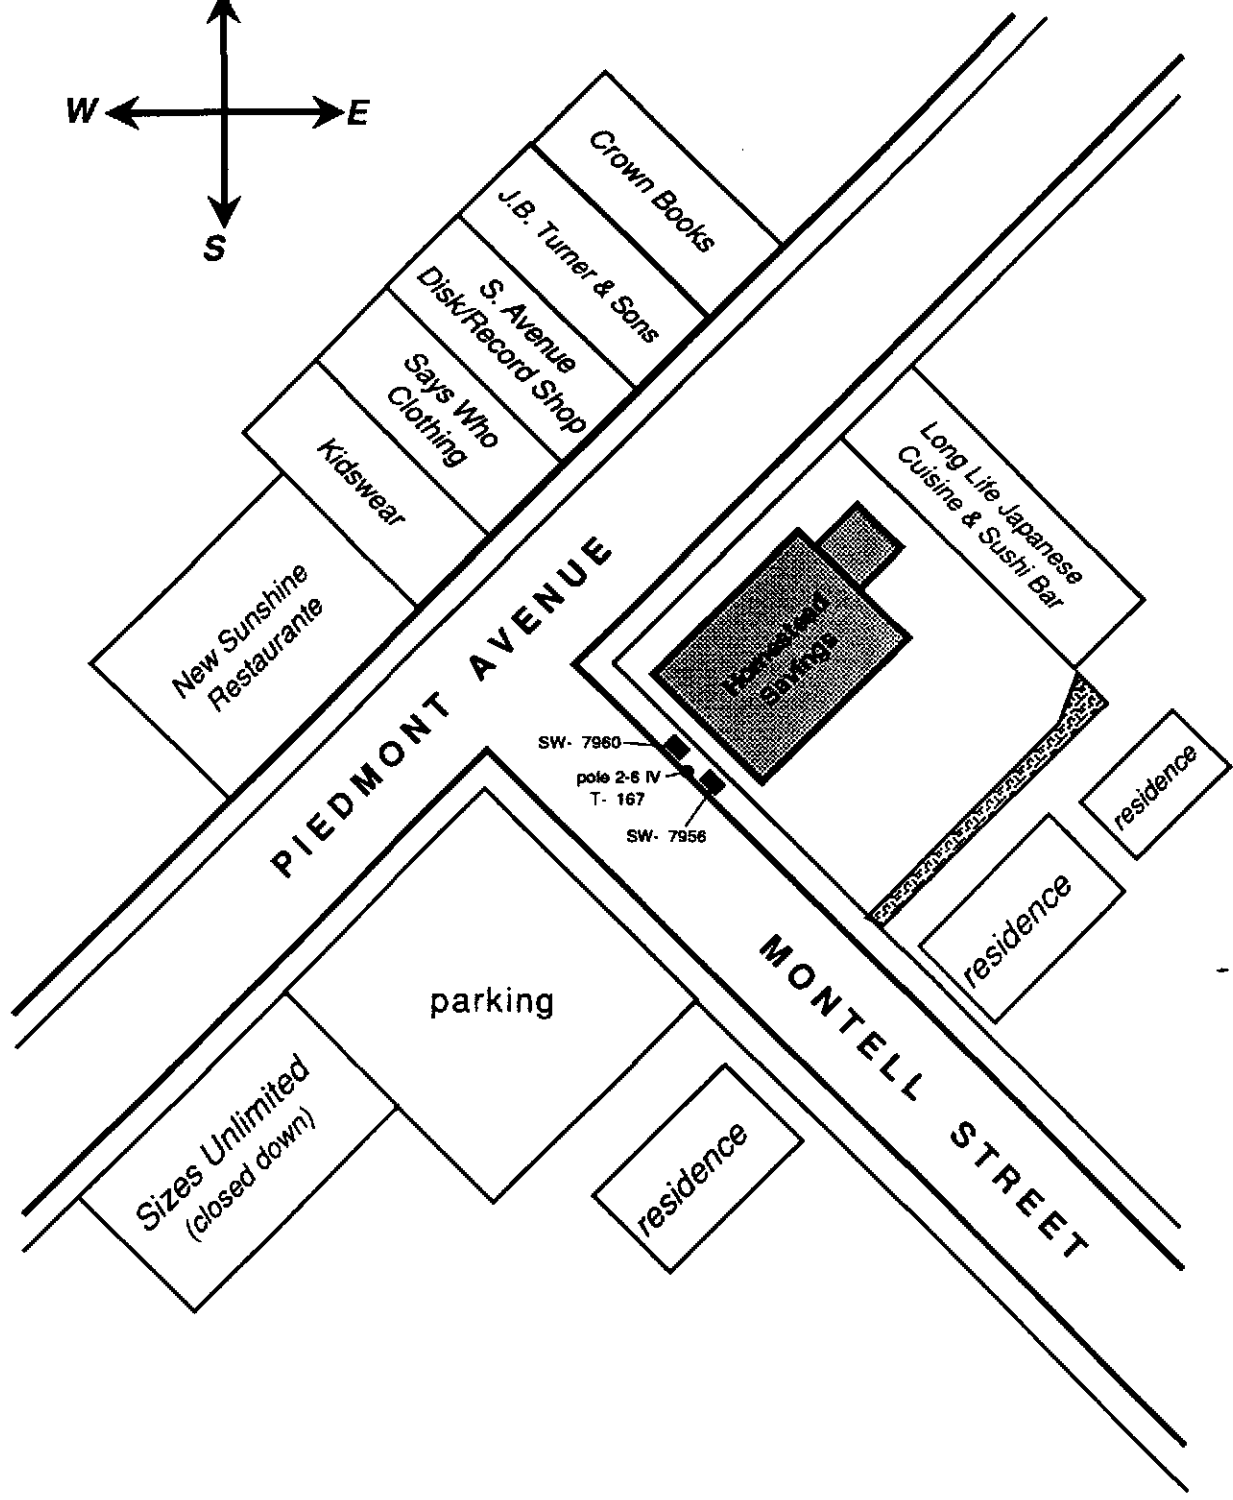 W
E
S
Crown Books
J.B. Turner & Sons
S. Avenue
Disk/Record Shop
Says Who
Clothing
Kidswear
New Sunshine
Restaurante
Long Life Japanese
Cuisine & Sushi Bar
Homestead
Savings
PIEDMONT AVENUE
SW- 7960
pole 2-6 IV
T- 167
SW- 7956
residence
residence
MONTELL STREET
parking
Sizes Unlimited
(closed down)
residence